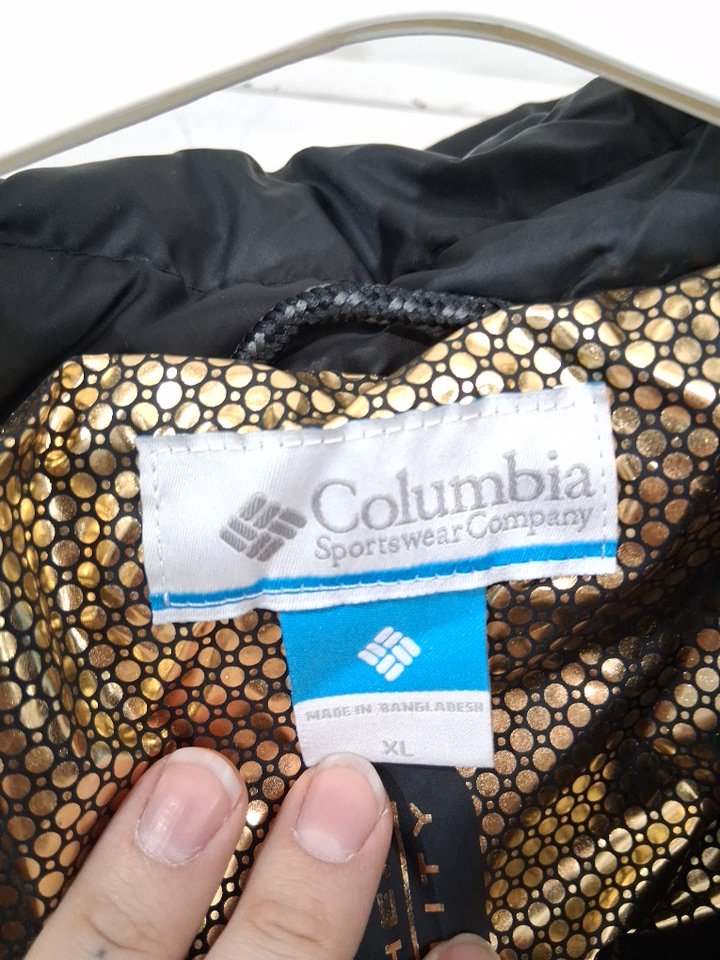 Columbia
Sportswear Company
MADE IN BANGLADESH
XL